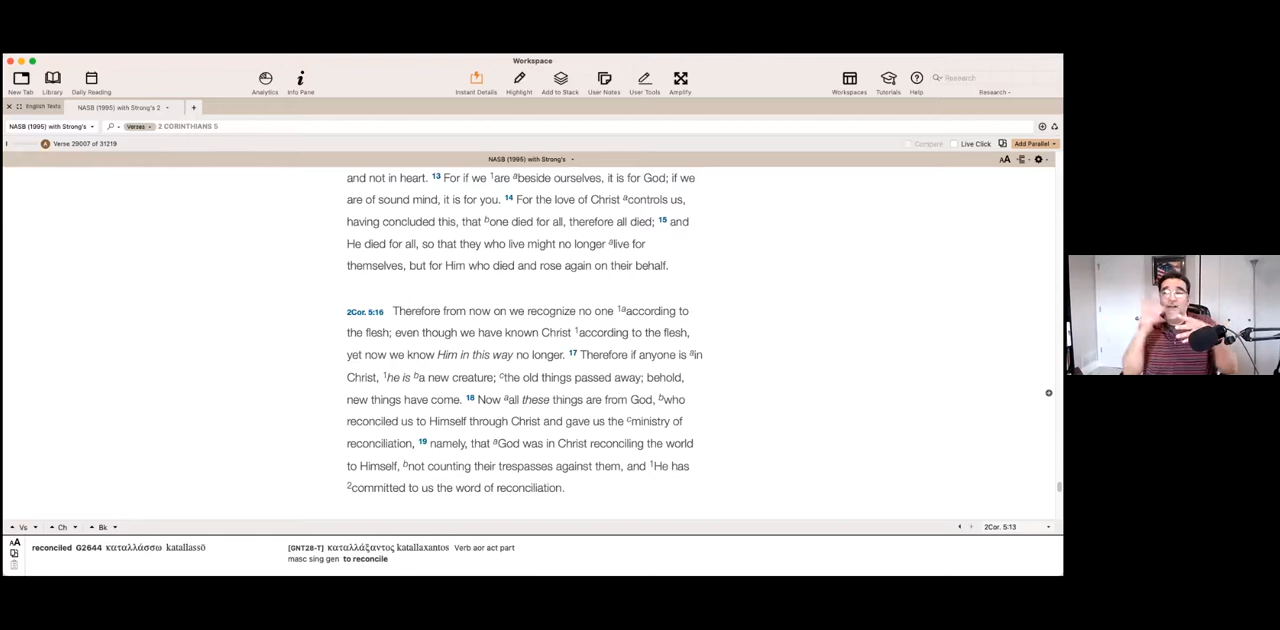 Workspace
New Tab Library Daily Reading Analytics Info Pane Instant Details Highlight Add to Stack User Notes User Tools Amplify Workspaces Tutorials Help Research Research
English Texts NASB (1995) with Strong's 2 +
NASB (1995) with Strong's Verses 2 CORINTHIANS 5
Verse 29007 of 31219 Compare Live Click Add Parallel
NASB (1995) with Strong's AA
and not in heart. 13 For if we 1are abeside ourselves, it is for God; if we
are of sound mind, it is for you. 14 For the love of Christ acontrols us,
having concluded this, that bone died for all, therefore all died; 15 and
He died for all, so that they who live might no longer alive for
themselves, but for Him who died and rose again on their behalf.
2Cor. 5:16 Therefore from now on we recognize no one 1aaccording to
the flesh; even though we have known Christ 1according to the flesh,
yet now we know Him in this way no longer. 17 Therefore if anyone is ain
Christ, 1he is ba new creature; cthe old things passed away; behold,
new things have come. 18 Now aall these things are from God, bwho
reconciled us to Himself through Christ and gave us the cministry of
reconciliation, 19 namely, that aGod was in Christ reconciling the world
to Himself, bnot counting their trespasses against them, and 1He has
2committed to us the word of reconciliation.
Vs Ch Bk 2Cor. 5:13
AA reconciled G2644 καταλλάσσω katallassō [GNT28-T] καταλλάξαντος katallaxantos Verb aor act part
masc sing gen to reconcile